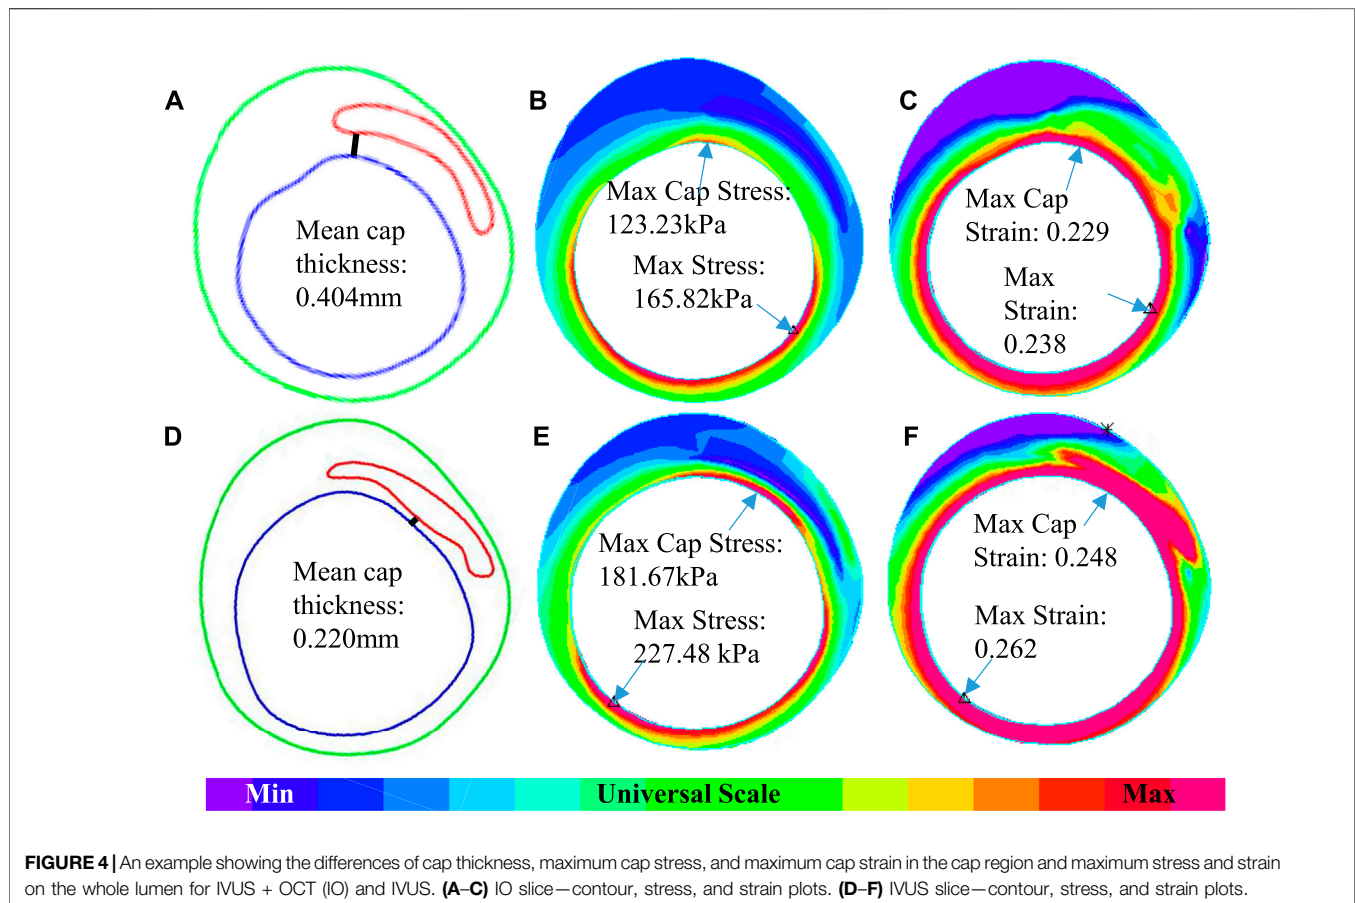 A
Mean cap
thickness:
0.404mm
B
Max Cap Stress:
123.23kPa
Max Stress:
165.82kPa
C
Max Cap
Strain: 0.229
Max
Strain:
0.238
D
Mean cap
thickness:
0.220mm
E
Max Cap Stress:
181.67kPa
Max Stress:
227.48 kPa
F
Max Cap
Strain: 0.248
Max Strain:
0.262
Min Universal Scale Max
FIGURE 4 | An example showing the differences of cap thickness, maximum cap stress, and maximum cap strain in the cap region and maximum stress and strain
on the whole lumen for IVUS + OCT (IO) and IVUS. (A–C) IO slice—contour, stress, and strain plots. (D–F) IVUS slice—contour, stress, and strain plots.